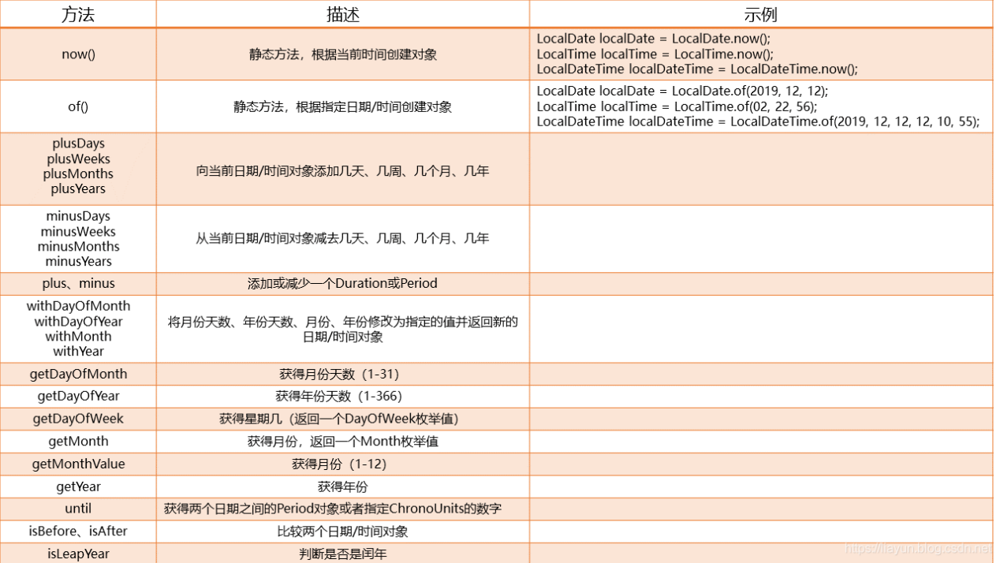 方法 描述 示例
now() 静态方法，根据当前时间创建对象 LocalDate localDate = LocalDate.now();
LocalTime localTime = LocalTime.now();
LocalDateTime localDateTime = LocalDateTime.now();
of() 静态方法，根据指定日期/时间创建对象 LocalDate localDate = LocalDate.of(2019, 12, 12);
LocalTime localTime = LocalTime.of(02, 22, 56);
LocalDateTime localDateTime = LocalDateTime.of(2019, 12, 12, 12, 10, 55);
plusDays
plusWeeks
plusMonths
plusYears
向当前日期/时间对象添加几天、几周、几个月、几年
minusDays
minusWeeks
minusMonths
minusYears
从当前日期/时间对象减去几天、几周、几个月、几年
plus、minus 添加或减少一个Duration或Period
withDayOfMonth
withDayOfYear
withMonth
withYear
将月份天数、年份天数、月份、年份修改为指定的值并返回新的
日期/时间对象
getDayOfMonth 获得月份天数（1-31）
getDayOfYear 获得年份天数（1-366）
getDayOfWeek 获得星期几（返回一个DayOfWeek枚举值）
getMonth 获得月份，返回一个Month枚举值
getMonthValue 获得月份（1-12）
getYear 获得年份
until 获得两个日期之间的Period对象或者指定ChronoUnits的数字
isBefore、isAfter 比较两个日期/时间对象
isLeapYear 判断是否是闰年
https://liayun.blog.csdn.net